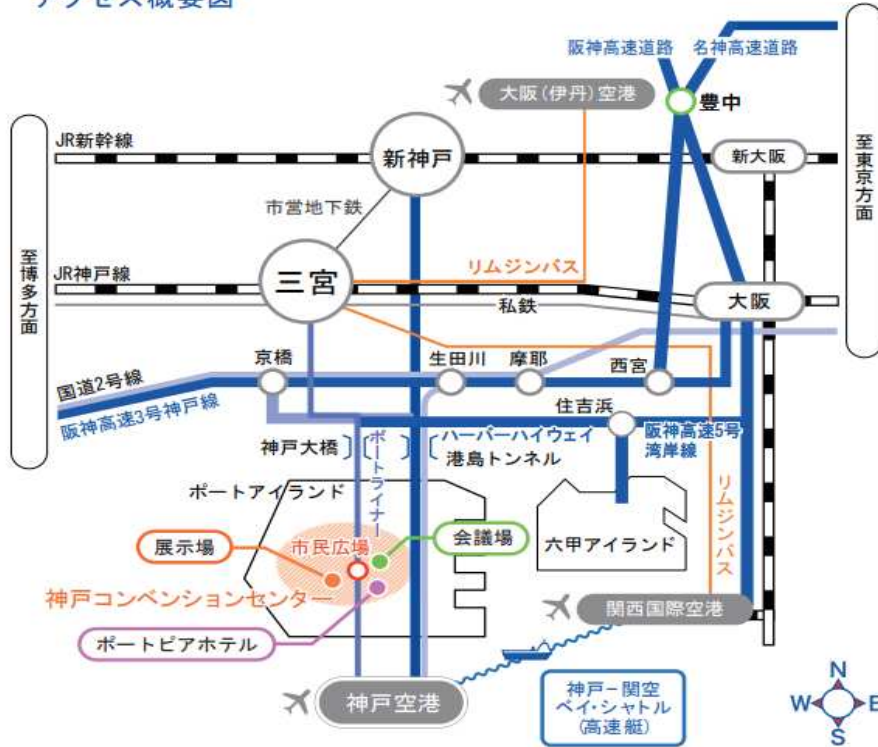 アクセス概要図
阪神高速道路
名神高速道路
大阪(伊丹)空港
豊中
至東京方面
JR新幹線
新神戸
新大阪
市営地下鉄
至博多方面
リムジンバス
JR神戸線
三宮
私鉄
大阪
京橋
生田川
摩耶
西宮
国道2号線
阪神高速3号神戸線
住吉浜
神戸大橋
ポートライナー
ハーバーハイウェイ
港島トンネル
阪神高速5号
湾岸線
ポートアイランド
リムジンバス
展示場
市民広場
会議場
六甲アイランド
神戸コンベンションセンター
関西国際空港
ポートピアホテル
神戸空港
神戸－関空
ベイ・シャトル
(高速艇)
N
W
E
S